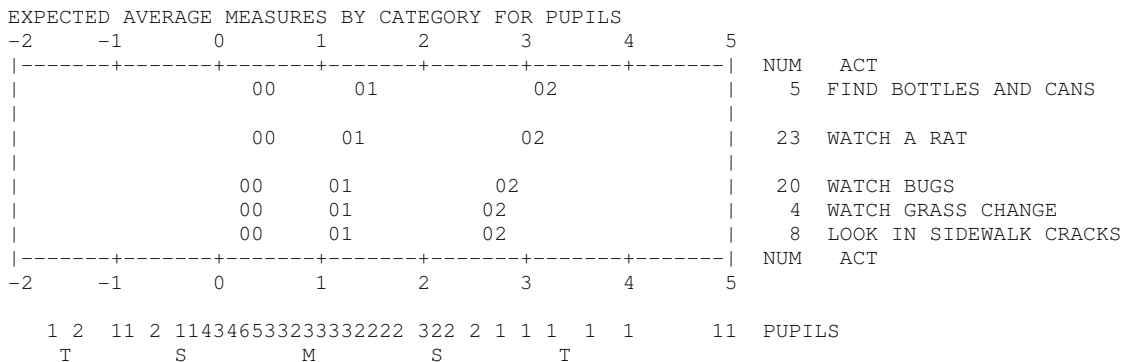 EXPECTED AVERAGE MEASURES BY CATEGORY FOR PUPILS
-2      -1       0       1       2       3       4       5
|-------+-------+-------+-------+-------+-------+-------|  NUM   ACT
|                  00      01             02              |    5  FIND BOTTLES AND CANS
|                                                       |
|                  00     01            02               |   23  WATCH A RAT
|                                                       |
|                 00     01           02                 |   20  WATCH BUGS
|                 00     01          02                  |    4  WATCH GRASS CHANGE
|                 00     01          02                  |    8  LOOK IN SIDEWALK CRACKS
|-------+-------+-------+-------+-------+-------+-------|  NUM   ACT
-2      -1       0       1       2       3       4       5
   1 2  11 2 114346533233332222 322 2 1 1 1  1  1      11  PUPILS
    T        S          M         S         T